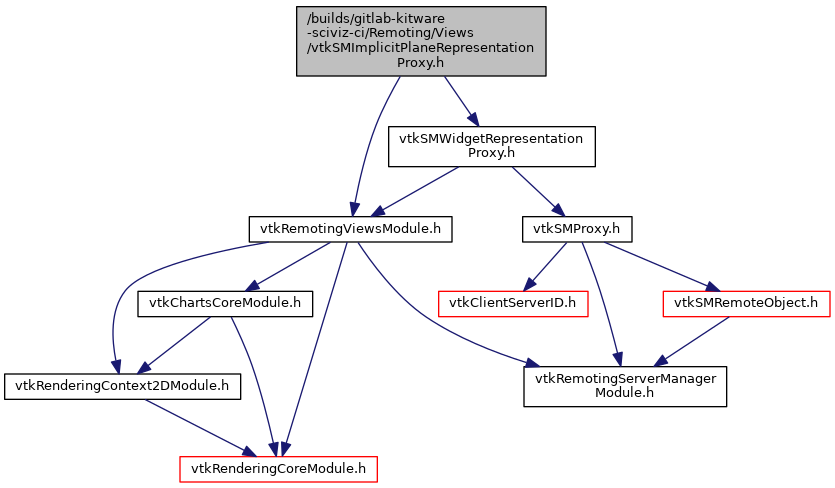 /builds/gitlab-kitware
-sciviz-ci/Remoting/Views
/vtkSMImplicitPlaneRepresentation
Proxy.h
vtkSMWidgetRepresentation
Proxy.h
vtkRemotingViewsModule.h
vtkSMProxy.h
vtkChartsCoreModule.h
vtkClientServerID.h
vtkSMRemoteObject.h
vtkRenderingContext2DModule.h
vtkRemotingServerManager
Module.h
vtkRenderingCoreModule.h